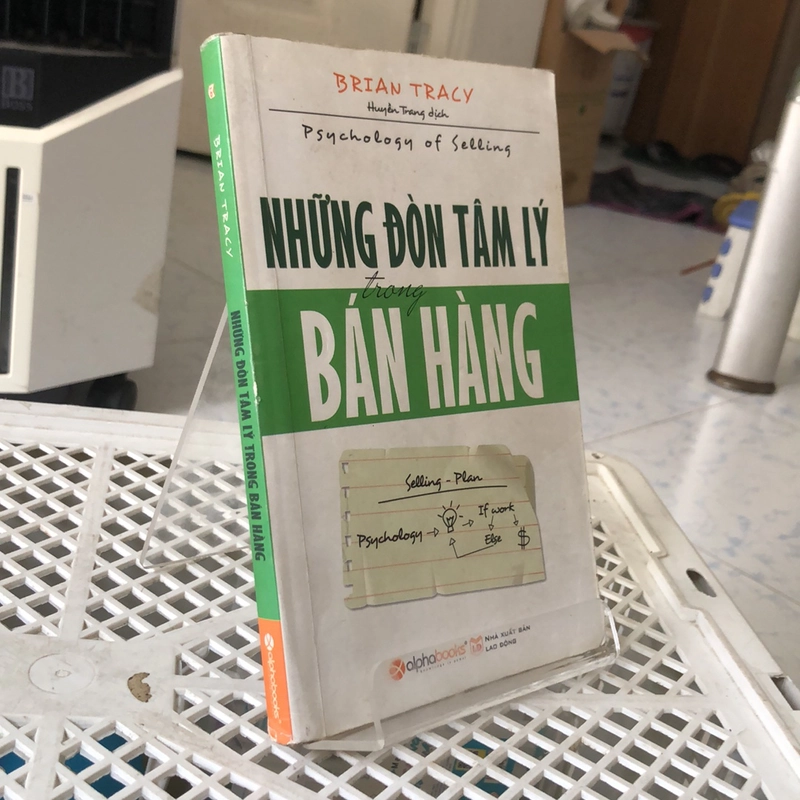 BRIAN TRACY
Huyền Trang dịch
Psychology of Selling
NHỮNG ĐÒN TÂM LÝ
trong
BÁN HÀNG
Selling - Plan
Psychology
If work
Else
$
alphabooks
NHÀ XUẤT BẢN
LAO ĐỘNG
BRIAN TRACY
NHỮNG ĐÒN TÂM LÝ TRONG BÁN HÀNG
alphabooks